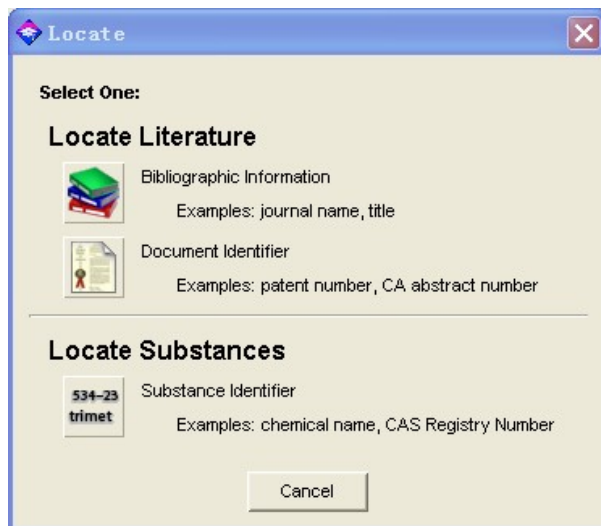 Locate
Select One:
Locate Literature
Bibliographic Information
Examples: journal name, title
Document Identifier
Examples: patent number, CA abstract number
Locate Substances
534-23
trimet
Substance Identifier
Examples: chemical name, CAS Registry Number
Cancel